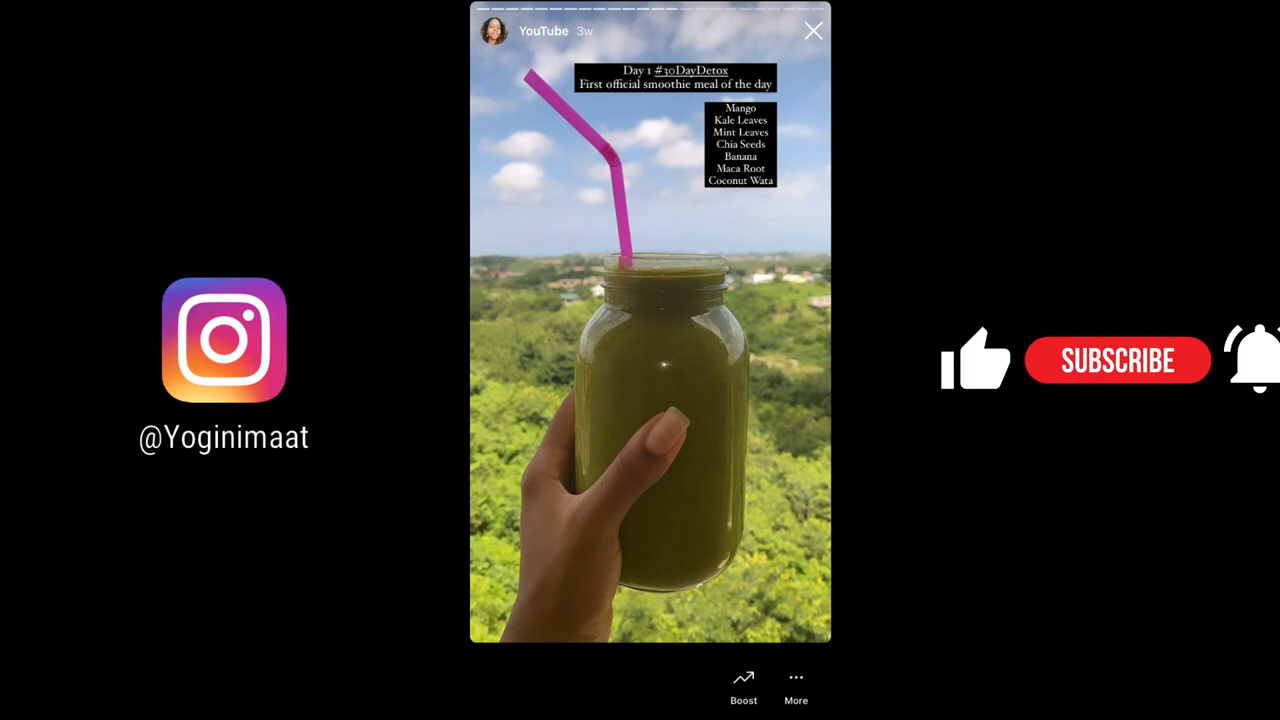 YouTube 3w
Day 1 #30DayDetox
First official smoothie meal of the day
Mango
Kale Leaves
Mint Leaves
Chia Seeds
Banana
Maca Root
Coconut Wata
@Yoginimaat
SUBSCRIBE
Boost
More